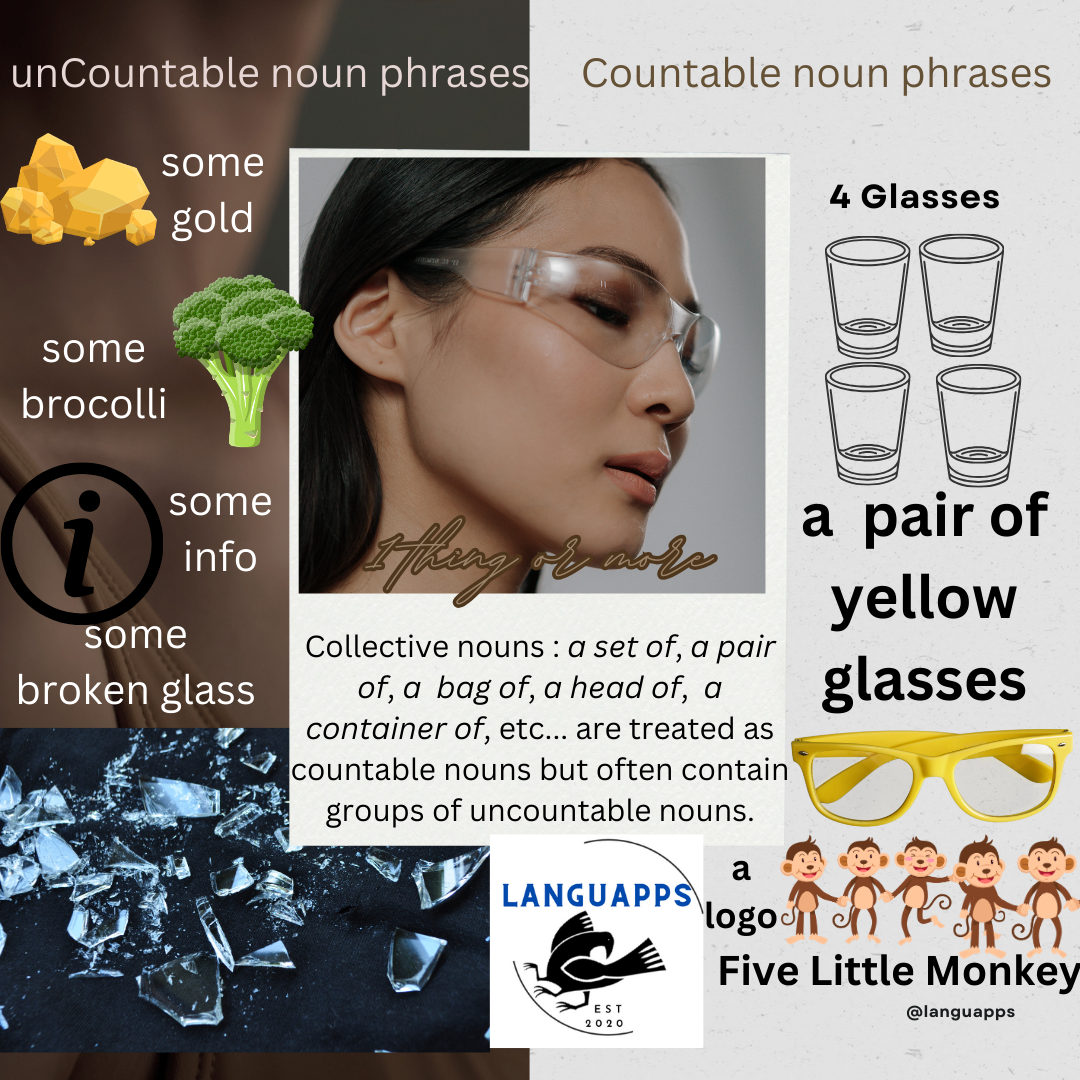 unCountable noun phrases
Countable noun phrases
some
gold
some
brocolli
i
some
info
some
broken glass
1 thing or more
Collective nouns : a set of, a pair
of, a bag of, a head of, a
container of, etc... are treated as
countable nouns but often contain
groups of uncountable nouns.
LANGUAPPS
EST
2020
4 Glasses
a pair of
yellow
glasses
a
logo
Five Little Monkey
@languapps